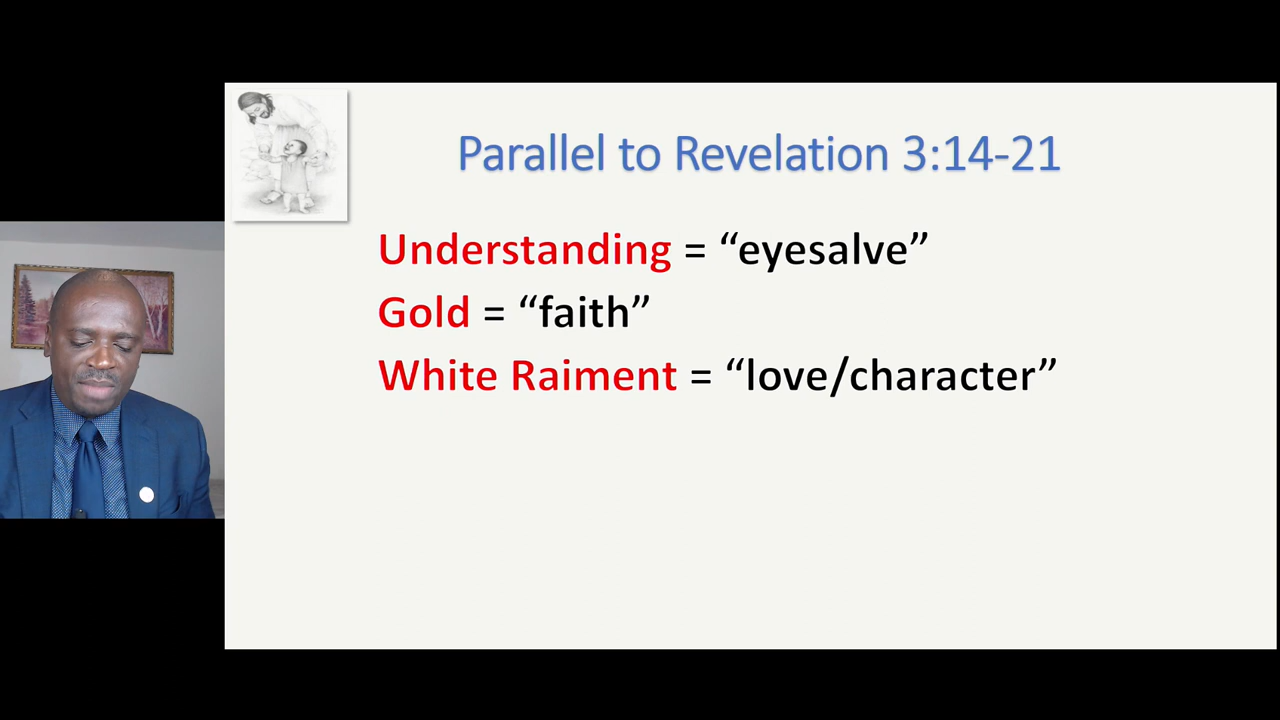 Parallel to Revelation 3:14-21
Understanding = “eyesalve”
Gold = “faith”
White Raiment = “love/character”